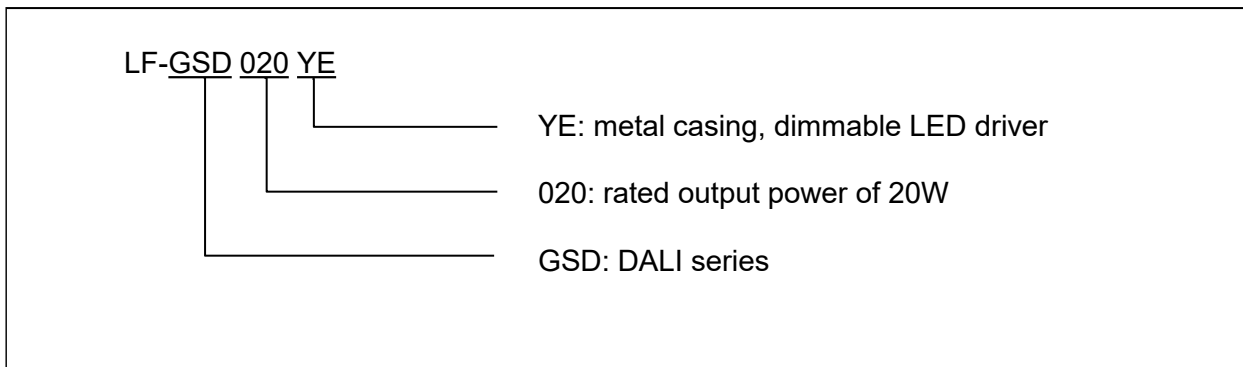 LF-GSD 020 YE
YE: metal casing, dimmable LED driver
020: rated output power of 20W
GSD: DALI series